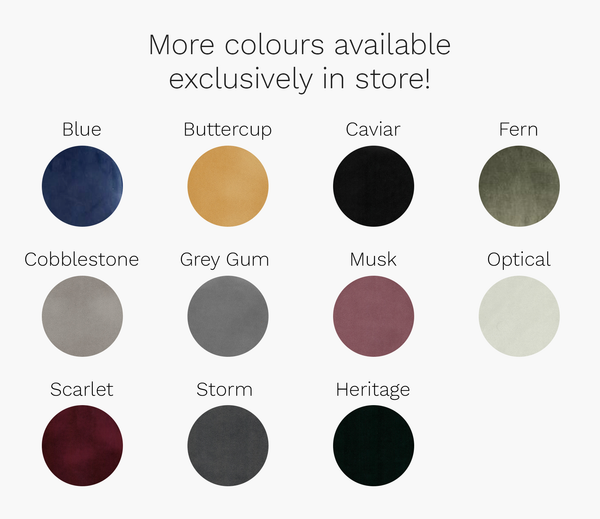 More colours available
exclusively in store!
Blue
Buttercup
Caviar
Fern
Cobblestone
Grey Gum
Musk
Optical
Scarlet
Storm
Heritage